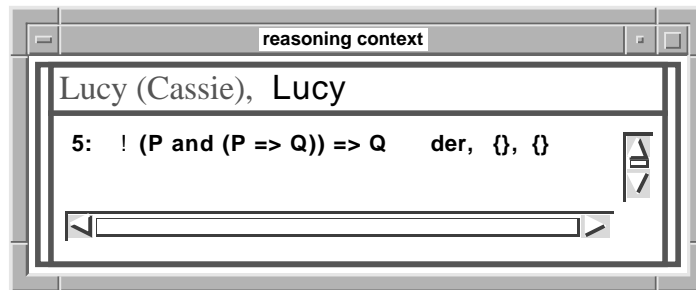 reasoning context
Lucy (Cassie), Lucy
5: ! (P and (P => Q)) => Q der, {}, {}